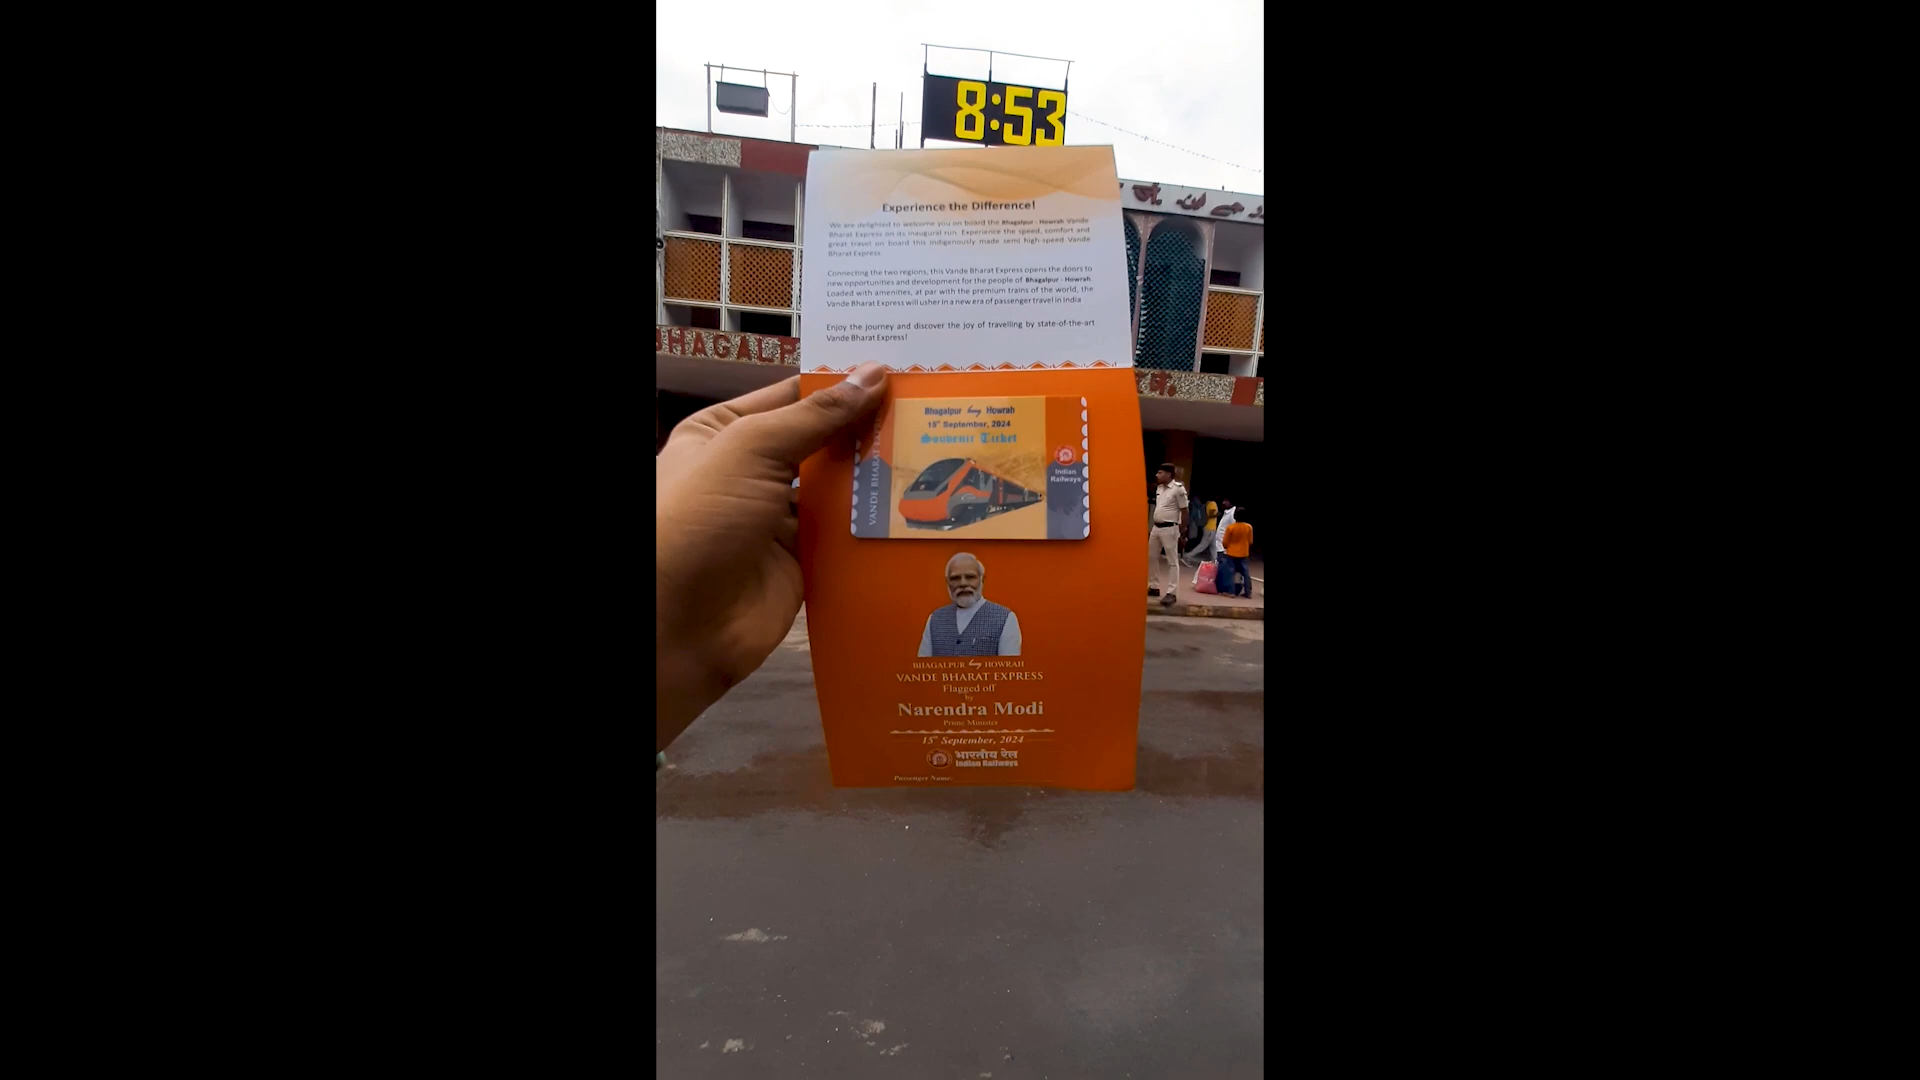 8:53
Experience the Difference!
We are delighted to welcome you on board the Bhagalpur - Howrah Vande
Bharat Express on its inaugural run. Experience the speed, comfort and
great travel on board this indigenously made semi high-speed Vande
Bharat Express
Connecting the two regions, this Vande Bharat Express opens the doors to
new opportunities and development for the people of Bhagalpur - Howrah
Loaded with amenities, at par with the premium trains of the world, the
Vande Bharat Express will usher in a new era of passenger travel in India
Enjoy the journey and discover the joy of travelling by state-of-the-art
Vande Bharat Express!
BHAGALP
Bhagalpur Howrah
15th September, 2024
Souvenir Ticket
VANDE BHARAT
Indian
Railways
BHAGALPUR HOWRAH
VANDE BHARAT EXPRESS
Flagged off
by
Narendra Modi
Prime Minister
15th September, 2024
भारतीय रेल
Indian Railways
Passenger Name: